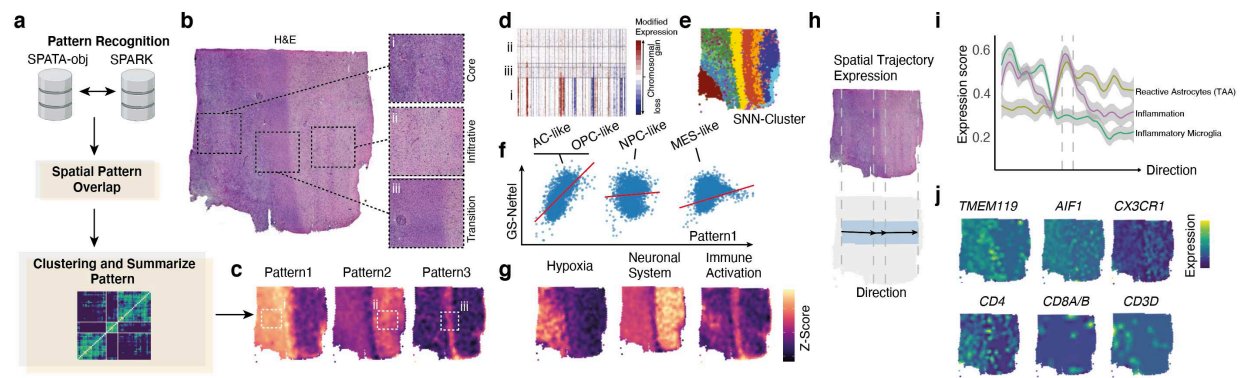 a
Pattern Recognition
SPATA-obj
SPARK
Spatial Pattern
Overlap
Clustering and Summarize
Pattern
b
H&E
i
Core
ii
Infiltrative
iii
Transition
c
Pattern1
Pattern2
Pattern3
i
ii
iii
Z-Score
d
ii
iii
i
Modified
Expression
loss Chromosomal gain
e
SNN-Cluster
f
AC-like
OPC-like
NPC-like
MES-like
GS-Neftel
Pattern1
g
Hypoxia
Neuronal
System
Immune
Activation
h
Spatial Trajectory
Expression
Direction
i
Expression score
0.6
0.4
0.2
Reactive Astrocytes (TAA)
Inflammation
Inflammatory Microglia
Direction
j
TMEM119
AIF1
CX3CR1
Expression
CD4
CD8A/B
CD3D